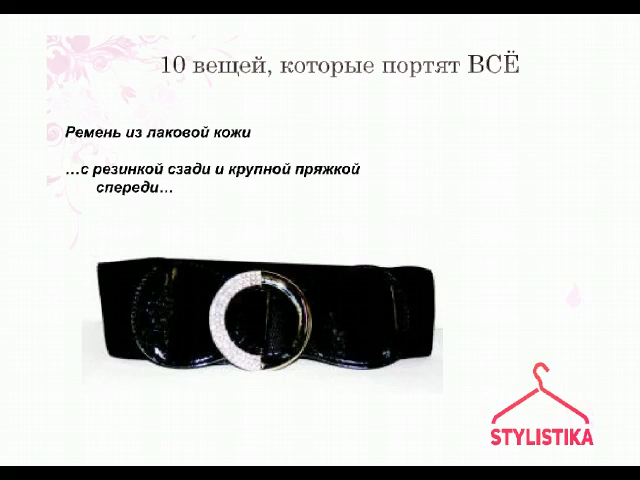 10 вещей, которые портят ВСЁ
Ремень из лаковой кожи
…с резинкой сзади и крупной пряжкой
спереди…
STYLISTIKA